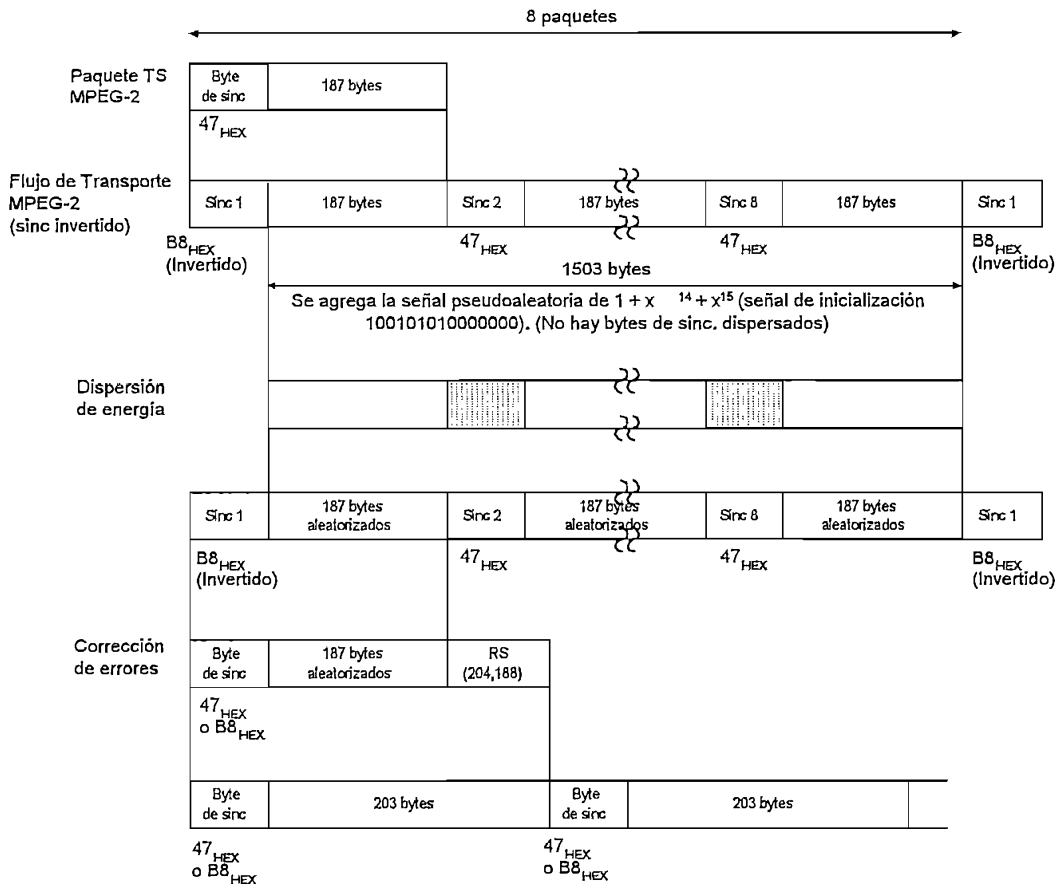 8 paquetes
Paquete TS
MPEG-2
Byte
de sinc
187 bytes
47HEX
Flujo de Transporte
MPEG-2
(sinc invertido)
Sinc 1
187 bytes
Sinc 2
187 bytes
Sinc 8
187 bytes
Sinc 1
B8HEX
(Invertido)
47HEX
47HEX
B8HEX
(Invertido)
1503 bytes
Se agrega la señal pseudoaleatoria de 1 + x 14 + x15 (señal de inicialización
100101010000000). (No hay bytes de sinc. dispersados)
Dispersión
de energía
Sinc 1
187 bytes
aleatorizados
Sinc 2
187 bytes
aleatorizados
Sinc 8
187 bytes
aleatorizados
Sinc 1
B8HEX
(Invertido)
47HEX
47HEX
B8HEX
(Invertido)
Corrección
de errores
Byte
de sinc
187 bytes
aleatorizados
RS
(204,188)
47HEX
o B8HEX
Byte
de sinc
203 bytes
Byte
de sinc
203 bytes
47HEX
o B8HEX
47HEX
o B8HEX